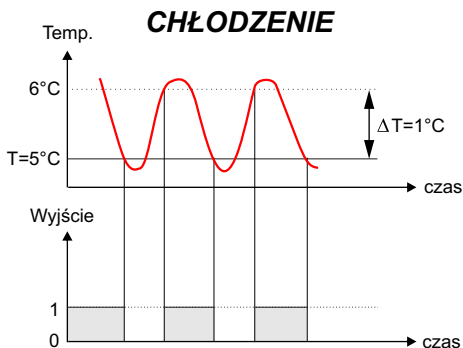 CHŁODZENIE
Temp.
6°C
ΔT=1°C
T=5°C
czas
Wyjście
1
0
czas